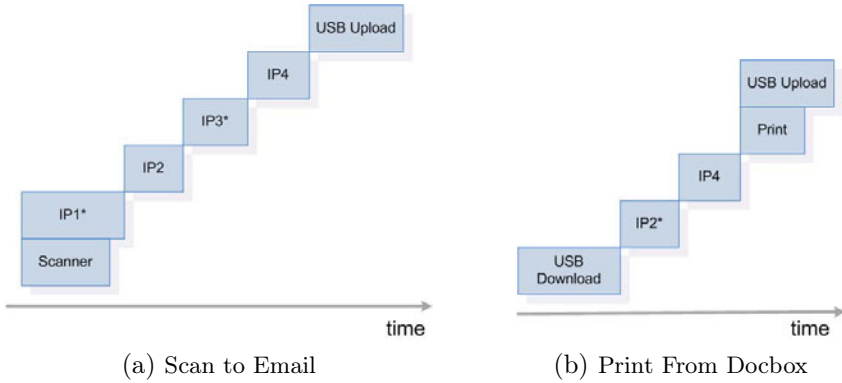 USB Upload
IP4
IP3*
IP2
IP1*
Scanner
time
(a) Scan to Email
USB Upload
Print
IP4
IP2*
USB
Download
time
(b) Print From Docbox